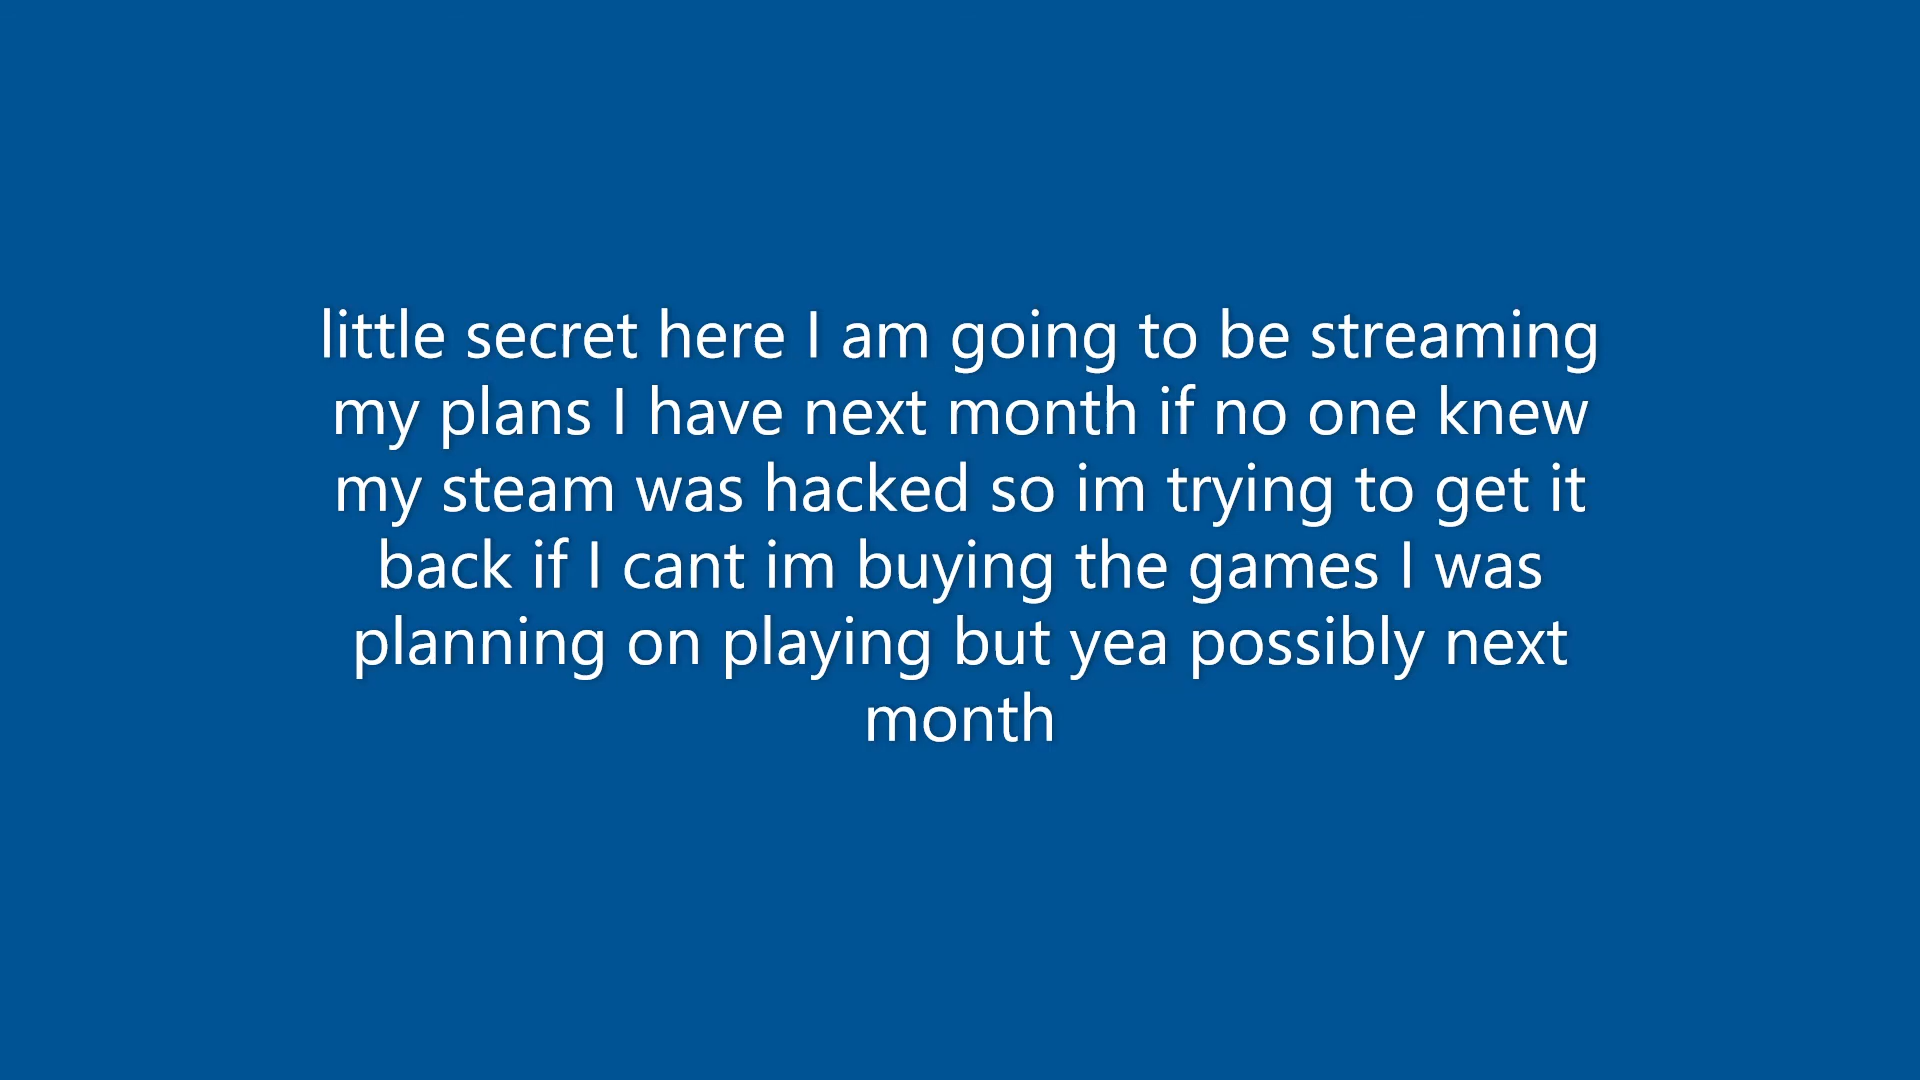 little secret here I am going to be streaming
my plans I have next month if no one knew
my steam was hacked so im trying to get it
back if I cant im buying the games I was
planning on playing but yea possibly next
month